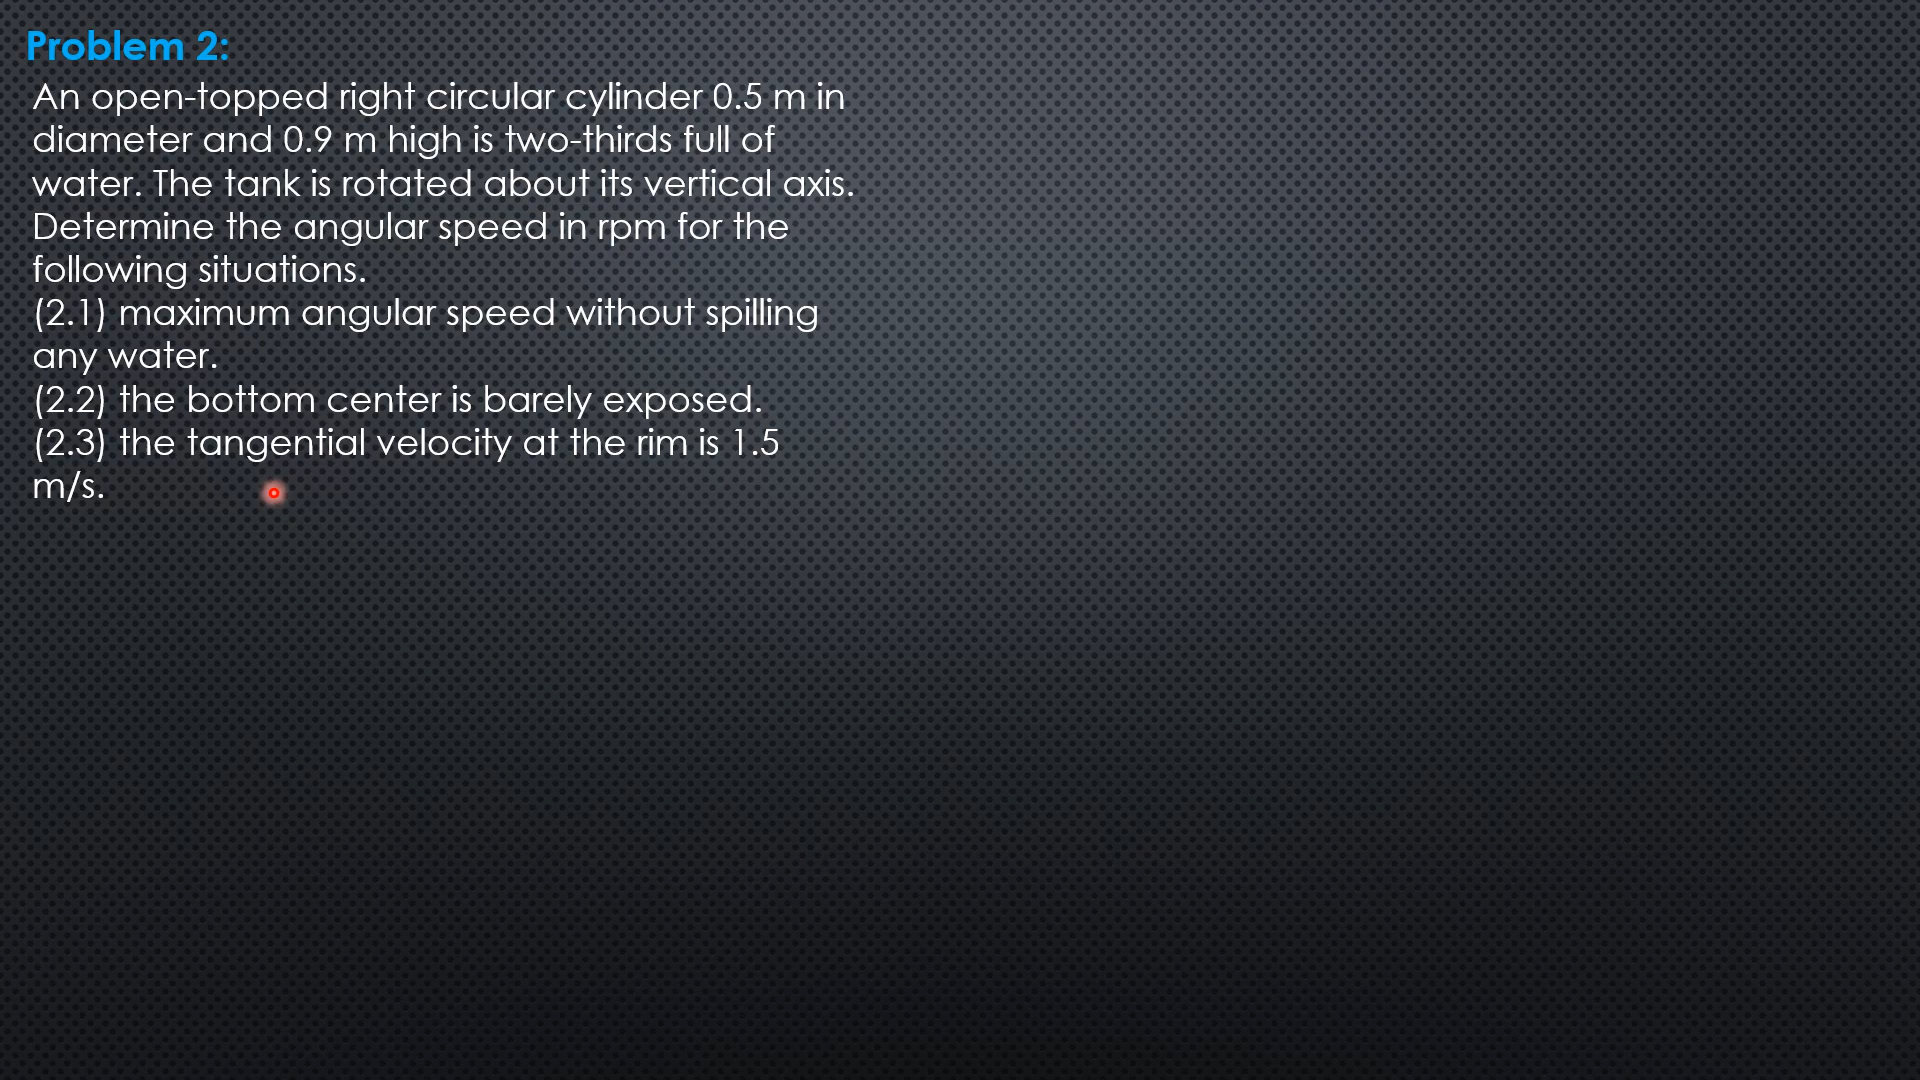 Problem 2:
An open-topped right circular cylinder 0.5 m in
diameter and 0.9 m high is two-thirds full of
water. The tank is rotated about its vertical axis.
Determine the angular speed in rpm for the
following situations.
(2.1) maximum angular speed without spilling
any water.
(2.2) the bottom center is barely exposed.
(2.3) the tangential velocity at the rim is 1.5
m/s.